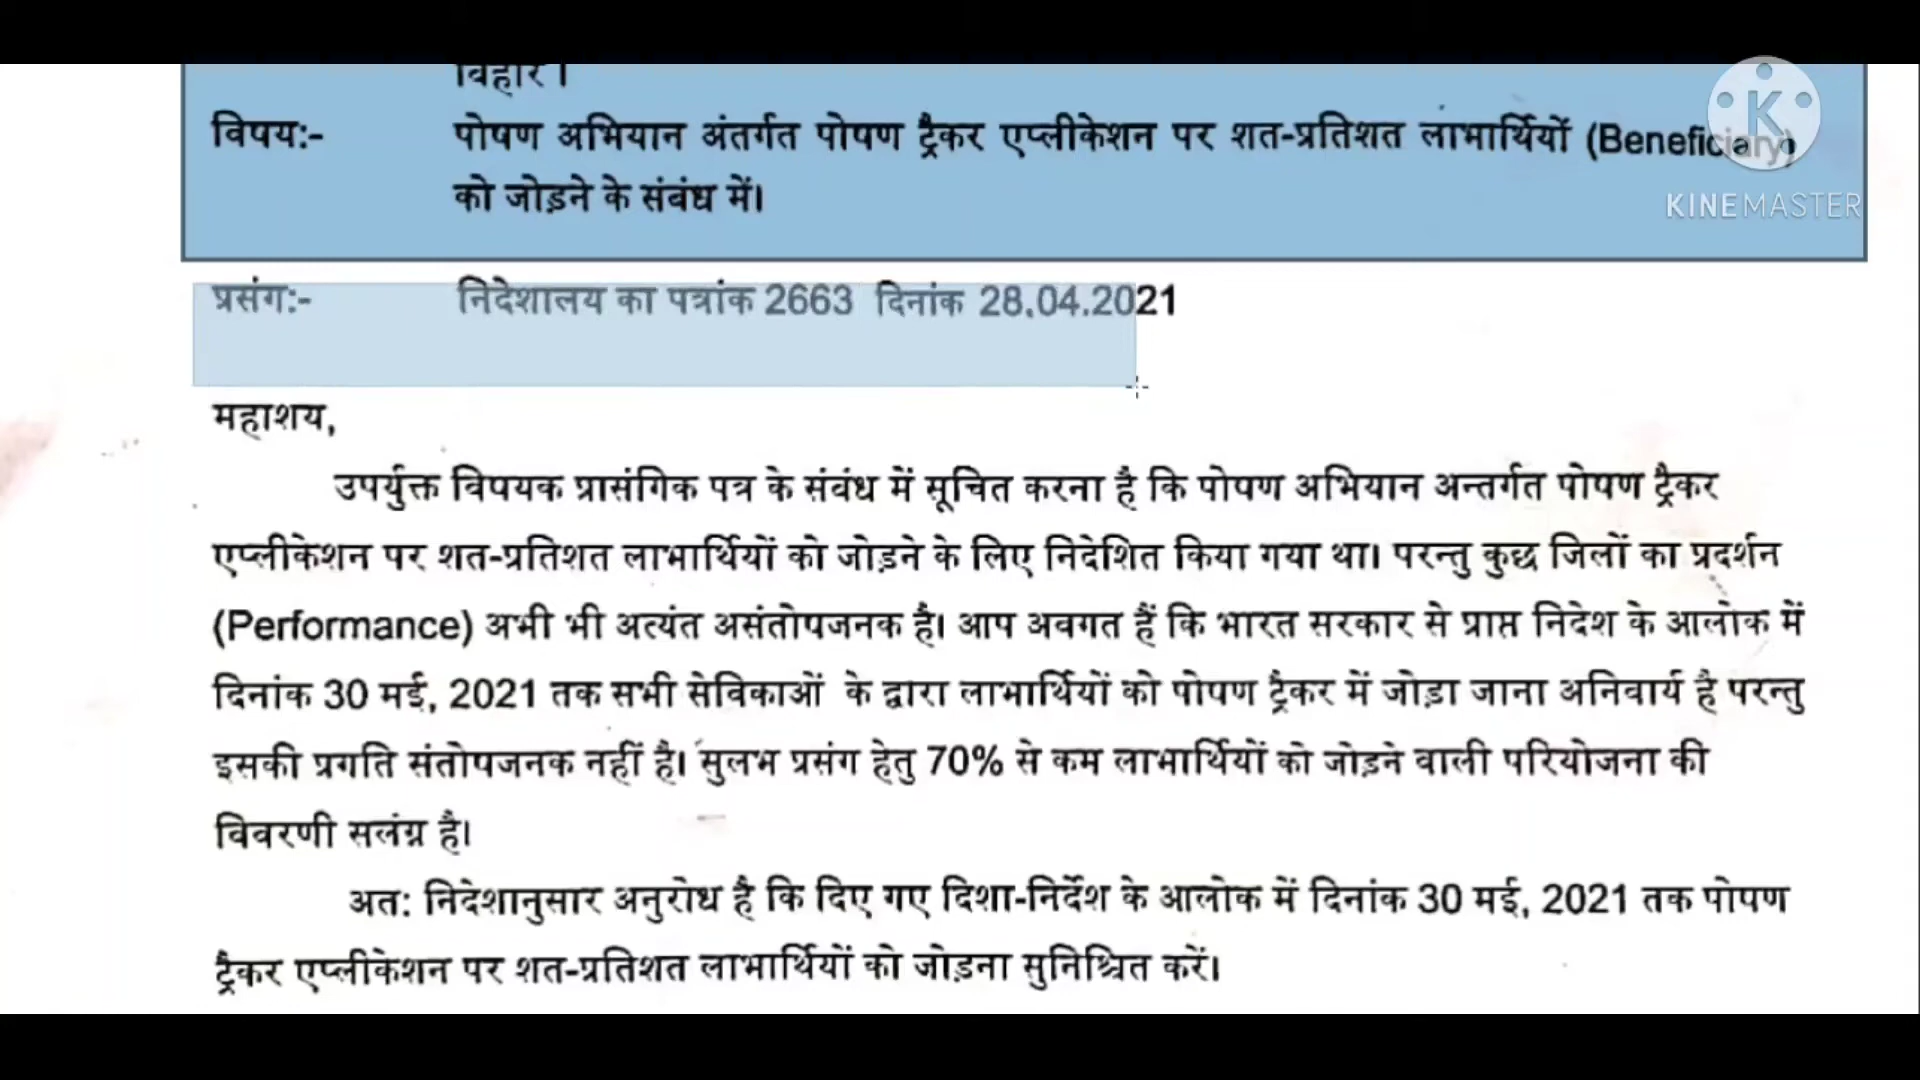 बिहार ।
विषय:- पोषण अभियान अंतर्गत पोषण ट्रैकर एप्लीकेशन पर शत-प्रतिशत लाभार्थियों (Beneficiary)
को जोड़ने के संबंध में।
KINEMASTER
प्रसंग:- निदेशालय का पत्रांक 2663 दिनांक 28.04.2021
महाशय,
उपर्युक्त विषयक प्रासंगिक पत्र के संबंध में सूचित करना है कि पोषण अभियान अन्तर्गत पोषण ट्रैकर
एप्लीकेशन पर शत-प्रतिशत लाभार्थियों को जोड़ने के लिए निदेशित किया गया था। परन्तु कुछ जिलों का प्रदर्शन
(Performance) अभी भी अत्यंत असंतोषजनक है। आप अवगत हैं कि भारत सरकार से प्राप्त निदेश के आलोक में
दिनांक 30 मई, 2021 तक सभी सेविकाओं के द्वारा लाभार्थियों को पोषण ट्रैकर में जोड़ा जाना अनिवार्य है परन्तु
इसकी प्रगति संतोषजनक नहीं है। सुलभ प्रसंग हेतु 70% से कम लाभार्थियों को जोड़ने वाली परियोजना की
विवरणी सलंग्न है।
अत: निदेशानुसार अनुरोध है कि दिए गए दिशा-निर्देश के आलोक में दिनांक 30 मई, 2021 तक पोषण
ट्रैकर एप्लीकेशन पर शत-प्रतिशत लाभार्थियों को जोड़ना सुनिश्चित करें।